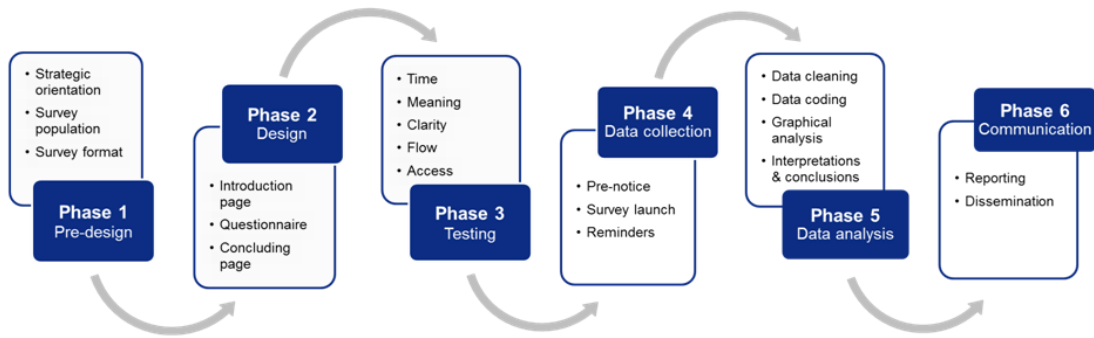 • Strategic
orientation
• Survey
population
• Survey format
Phase 1
Pre-design
Phase 2
Design
• Introduction
page
• Questionnaire
• Concluding
page
• Time
• Meaning
• Clarity
• Flow
• Access
Phase 3
Testing
Phase 4
Data collection
• Pre-notice
• Survey launch
• Reminders
• Data cleaning
• Data coding
• Graphical
analysis
• Interpretations
& conclusions
Phase 5
Data analysis
Phase 6
Communication
• Reporting
• Dissemination